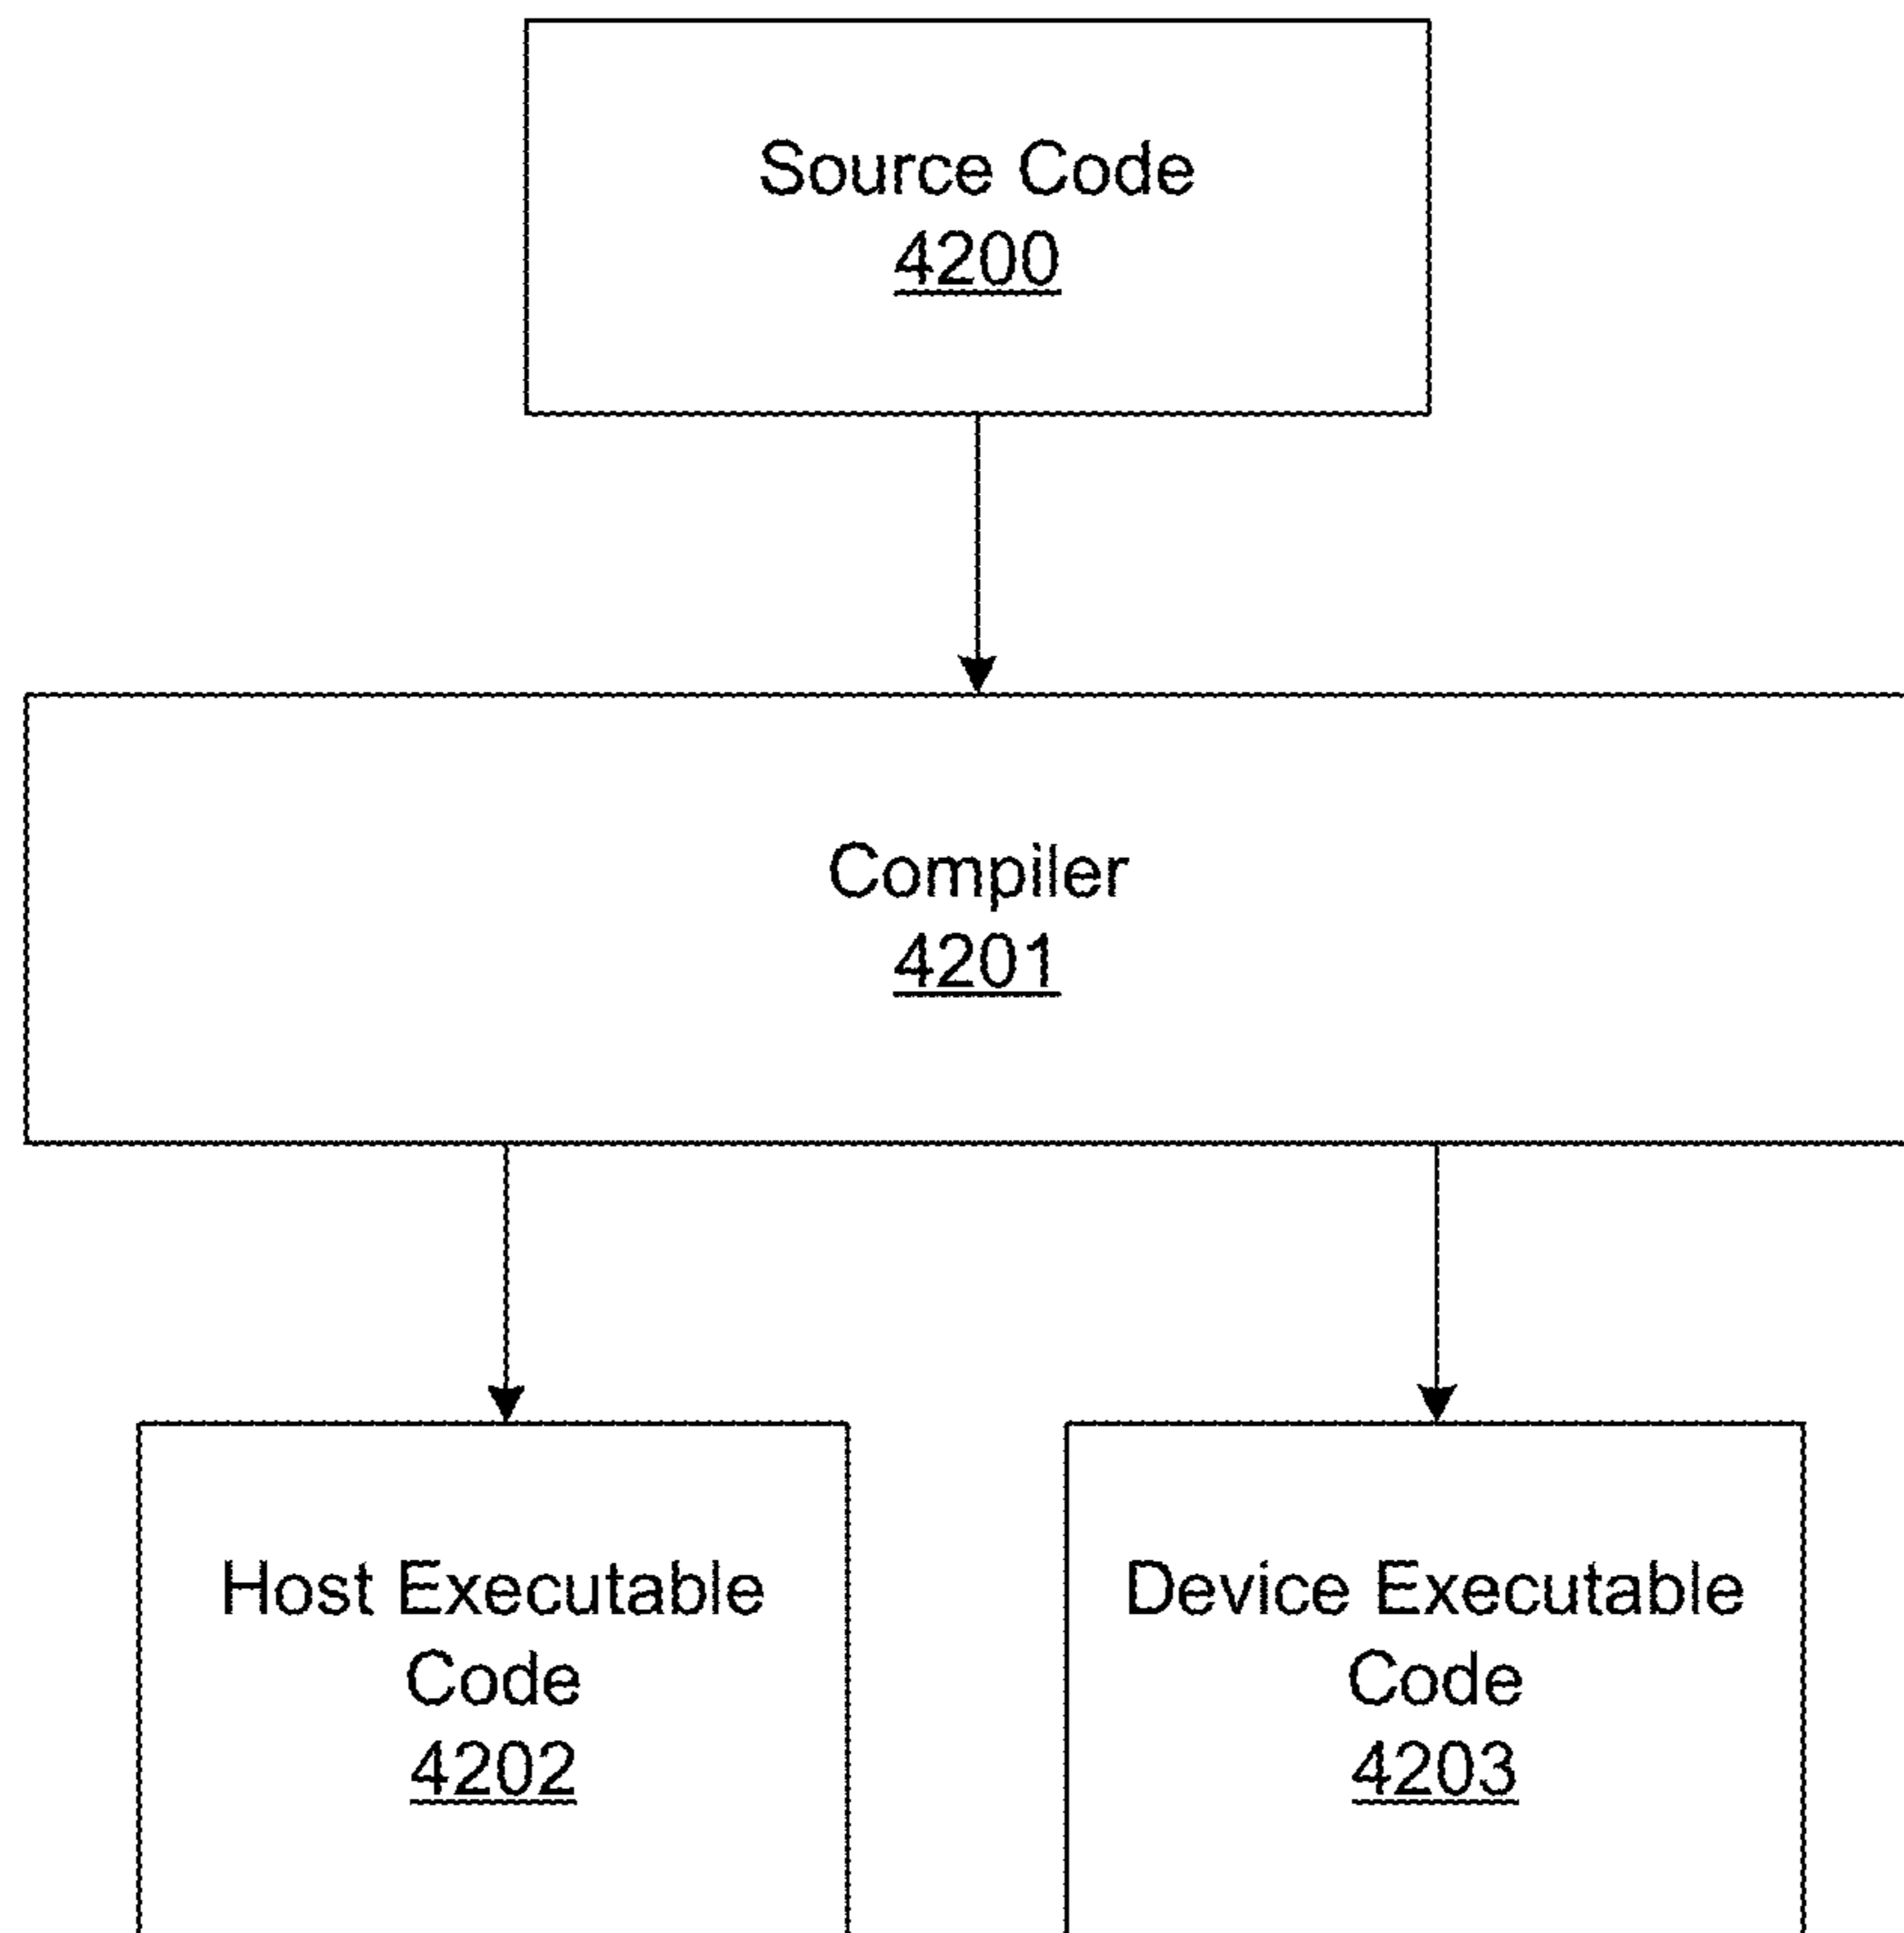 Source Code
4200
Compiler
4201
Host Executable
Code
4202
Device Executable
Code
4203